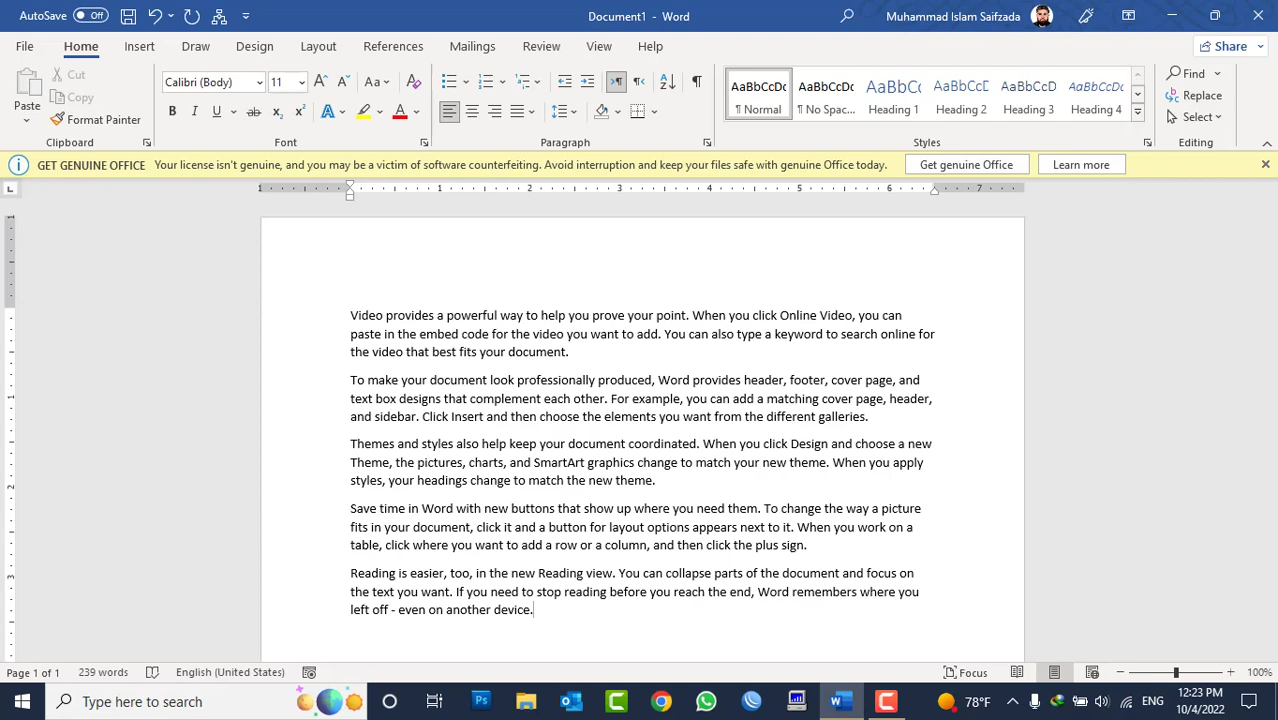 AutoSave Off Document1 - Word Muhammad Islam Saifzada
File Home Insert Draw Design Layout References Mailings Review View Help Share
Paste Cut Copy Format Painter Clipboard
Calibri (Body) 11 Aa B I U ab x₂ x² A A Font
Paragraph
AaBbCcDc AaBbCcDc AaBbCc AaBbCcD AaBbCcD AaBbCcDc
¶ Normal ¶ No Spac... Heading 1 Heading 2 Heading 3 Heading 4
Styles
Find Replace Select Editing
GET GENUINE OFFICE Your license isn't genuine, and you may be a victim of software counterfeiting. Avoid interruption and keep your files safe with genuine Office today. Get genuine Office Learn more
1 1 2 3 4 5 6 7
Video provides a powerful way to help you prove your point. When you click Online Video, you can
paste in the embed code for the video you want to add. You can also type a keyword to search online for
the video that best fits your document.
To make your document look professionally produced, Word provides header, footer, cover page, and
text box designs that complement each other. For example, you can add a matching cover page, header,
and sidebar. Click Insert and then choose the elements you want from the different galleries.
Themes and styles also help keep your document coordinated. When you click Design and choose a new
Theme, the pictures, charts, and SmartArt graphics change to match your new theme. When you apply
styles, your headings change to match the new theme.
Save time in Word with new buttons that show up where you need them. To change the way a picture
fits in your document, click it and a button for layout options appears next to it. When you work on a
table, click where you want to add a row or a column, and then click the plus sign.
Reading is easier, too, in the new Reading view. You can collapse parts of the document and focus on
the text you want. If you need to stop reading before you reach the end, Word remembers where you
left off - even on another device.
Page 1 of 1 239 words English (United States) Focus 100%
Type here to search 78°F ENG 12:23 PM
10/4/2022